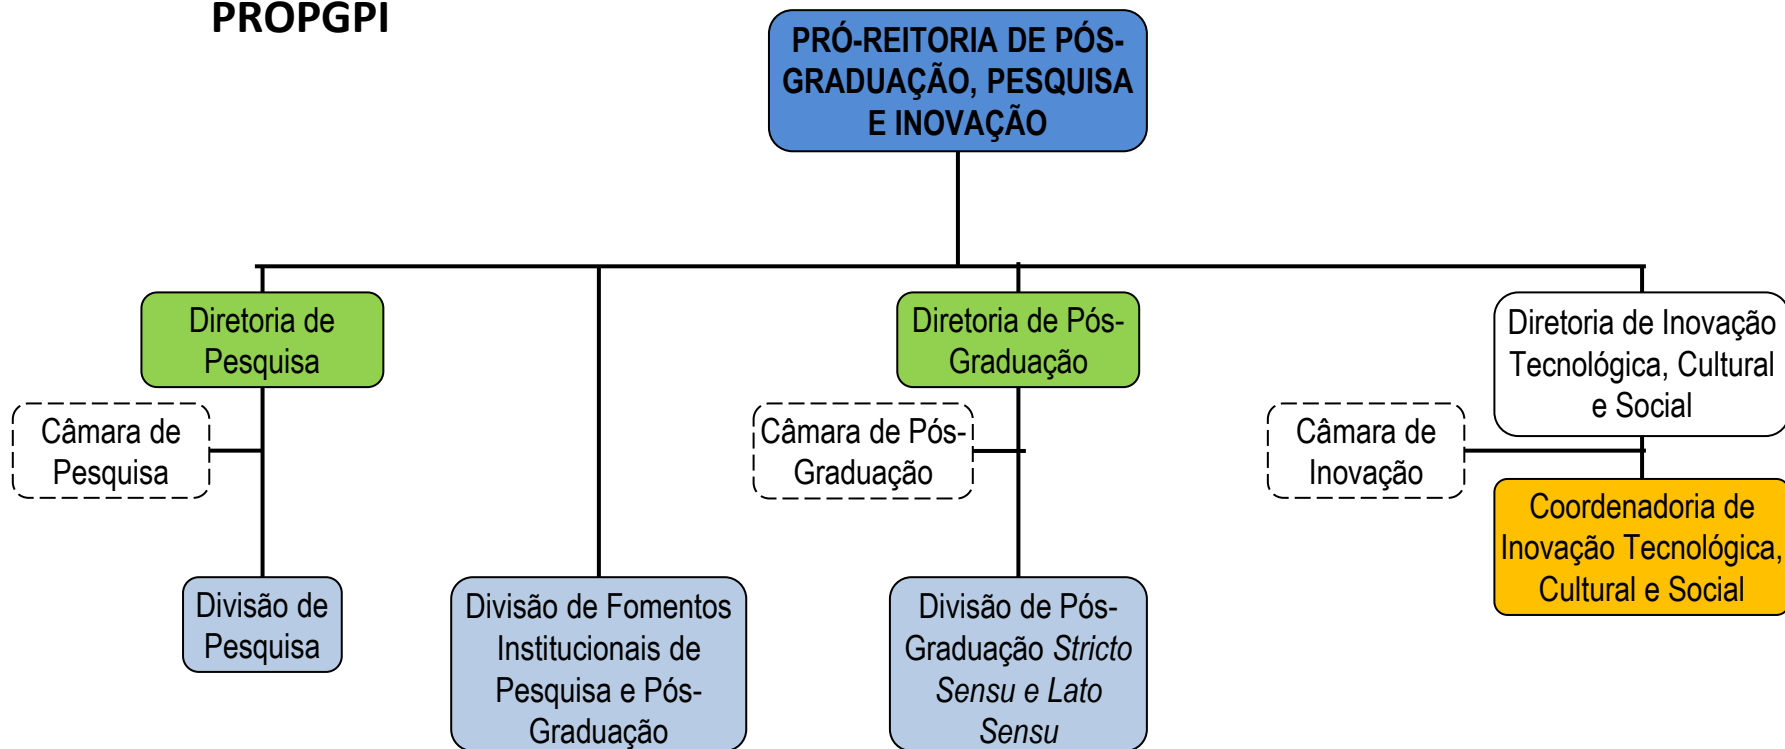 PROPGPI
PRÓ-REITORIA DE PÓS-
GRADUAÇÃO, PESQUISA
E INOVAÇÃO
Diretoria de
Pesquisa
Diretoria de Pós-
Graduação
Diretoria de Inovação
Tecnológica, Cultural
e Social
Câmara de
Pesquisa
Câmara de Pós-
Graduação
Câmara de
Inovação
Coordenadoria de
Inovação Tecnológica,
Cultural e Social
Divisão de
Pesquisa
Divisão de Fomentos
Institucionais de
Pesquisa e Pós-
Graduação
Divisão de Pós-
Graduação Stricto
Sensu e Lato
Sensu